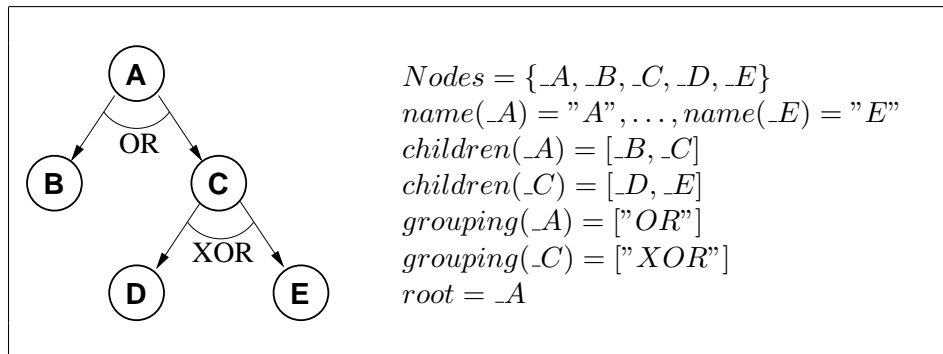 A
OR
B
C
XOR
D
E
Nodes = {_A, _B, _C, _D, _E}
name(_A) = "A", . . . , name(_E) = "E"
children(_A) = [_B, _C]
children(_C) = [_D, _E]
grouping(_A) = ["OR"]
grouping(_C) = ["XOR"]
root = _A